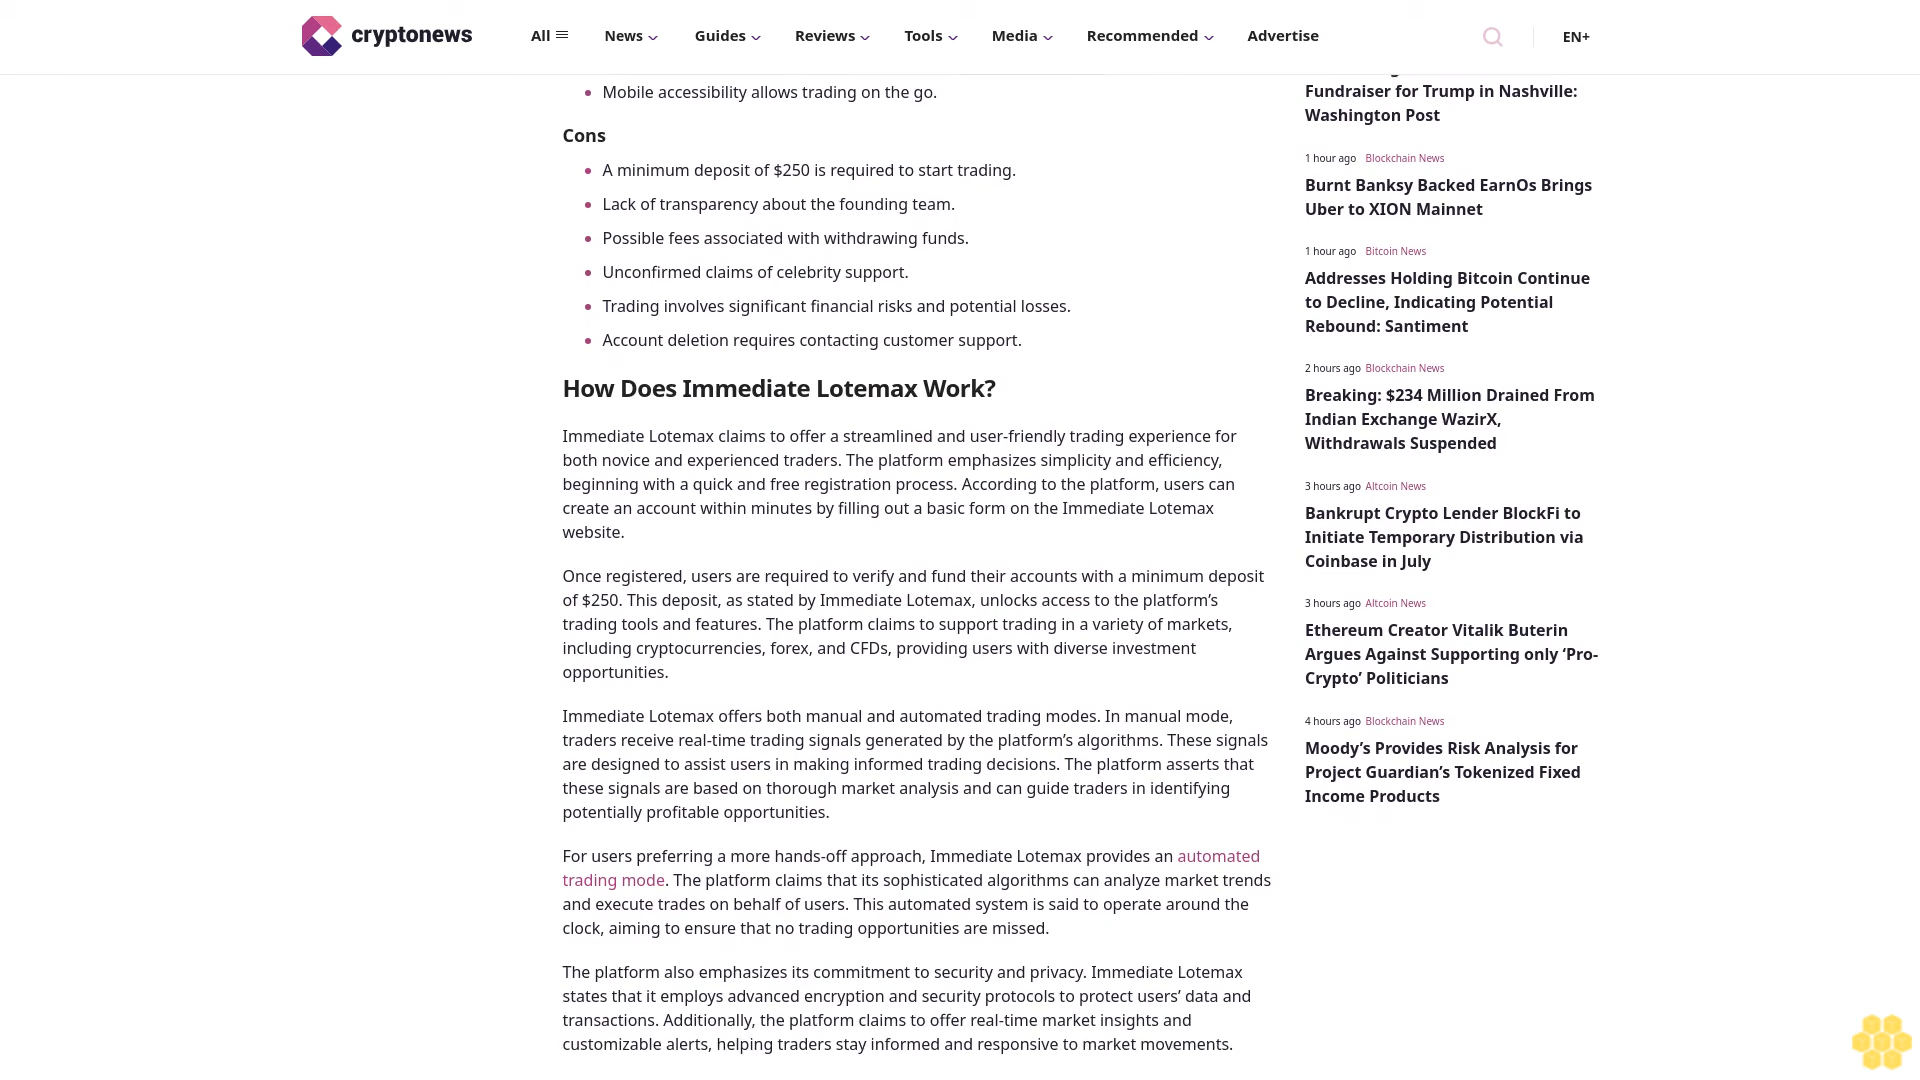 cryptonews
All
News
Guides
Reviews
Tools
Media
Recommended
Advertise
EN+
Mobile accessibility allows trading on the go.
Cons
A minimum deposit of $250 is required to start trading.
Lack of transparency about the founding team.
Possible fees associated with withdrawing funds.
Unconfirmed claims of celebrity support.
Trading involves significant financial risks and potential losses.
Account deletion requires contacting customer support.
How Does Immediate Lotemax Work?
Immediate Lotemax claims to offer a streamlined and user-friendly trading experience for
both novice and experienced traders. The platform emphasizes simplicity and efficiency,
beginning with a quick and free registration process. According to the platform, users can
create an account within minutes by filling out a basic form on the Immediate Lotemax
website.
Once registered, users are required to verify and fund their accounts with a minimum deposit
of $250. This deposit, as stated by Immediate Lotemax, unlocks access to the platform’s
trading tools and features. The platform claims to support trading in a variety of markets,
including cryptocurrencies, forex, and CFDs, providing users with diverse investment
opportunities.
Immediate Lotemax offers both manual and automated trading modes. In manual mode,
traders receive real-time trading signals generated by the platform’s algorithms. These signals
are designed to assist users in making informed trading decisions. The platform asserts that
these signals are based on thorough market analysis and can guide traders in identifying
potentially profitable opportunities.
For users preferring a more hands-off approach, Immediate Lotemax provides an automated
trading mode. The platform claims that its sophisticated algorithms can analyze market trends
and execute trades on behalf of users. This automated system is said to operate around the
clock, aiming to ensure that no trading opportunities are missed.
The platform also emphasizes its commitment to security and privacy. Immediate Lotemax
states that it employs advanced encryption and security protocols to protect users’ data and
transactions. Additionally, the platform claims to offer real-time market insights and
customizable alerts, helping traders stay informed and responsive to market movements.
Fundraiser for Trump in Nashville:
Washington Post
1 hour ago Blockchain News
Burnt Banksy Backed EarnOs Brings
Uber to XION Mainnet
1 hour ago Bitcoin News
Addresses Holding Bitcoin Continue
to Decline, Indicating Potential
Rebound: Santiment
2 hours ago Blockchain News
Breaking: $234 Million Drained From
Indian Exchange WazirX,
Withdrawals Suspended
3 hours ago Altcoin News
Bankrupt Crypto Lender BlockFi to
Initiate Temporary Distribution via
Coinbase in July
3 hours ago Altcoin News
Ethereum Creator Vitalik Buterin
Argues Against Supporting only ‘Pro-
Crypto’ Politicians
4 hours ago Blockchain News
Moody’s Provides Risk Analysis for
Project Guardian’s Tokenized Fixed
Income Products